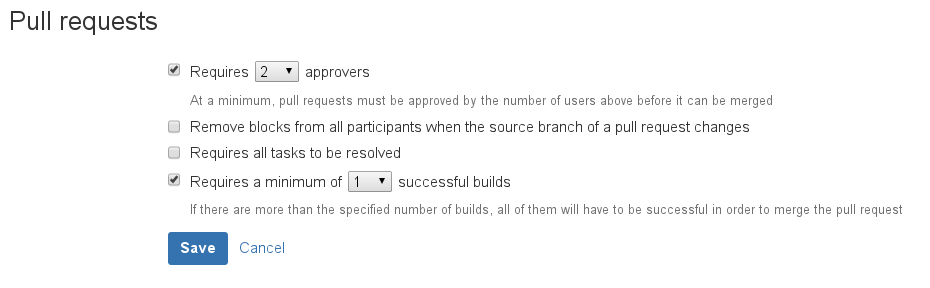 Pull requests
Requires 2 approvers
At a minimum, pull requests must be approved by the number of users above before it can be merged
Remove blocks from all participants when the source branch of a pull request changes
Requires all tasks to be resolved
Requires a minimum of 1 successful builds
If there are more than the specified number of builds, all of them will have to be successful in order to merge the pull request
Save Cancel